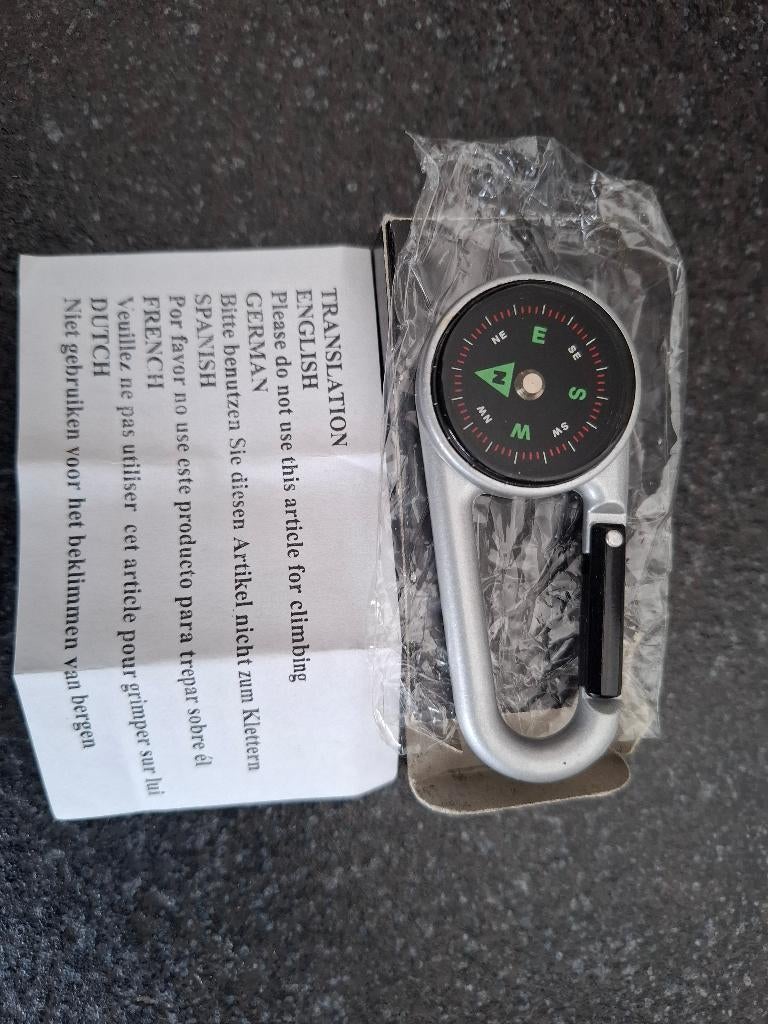 TRANSLATION
ENGLISH
Please do not use this article for climbing
GERMAN
Bitte benutzen Sie diesen Artikel nicht zum Klettern
SPANISH
Por favor no use este producto para trepar sobre él
FRENCH
Veuillez ne pas utiliser cet article pour grimper sur lui
DUTCH
Niet gebruiken voor het beklimmen van bergen
N
NE
E
SE
S
SW
W
NW